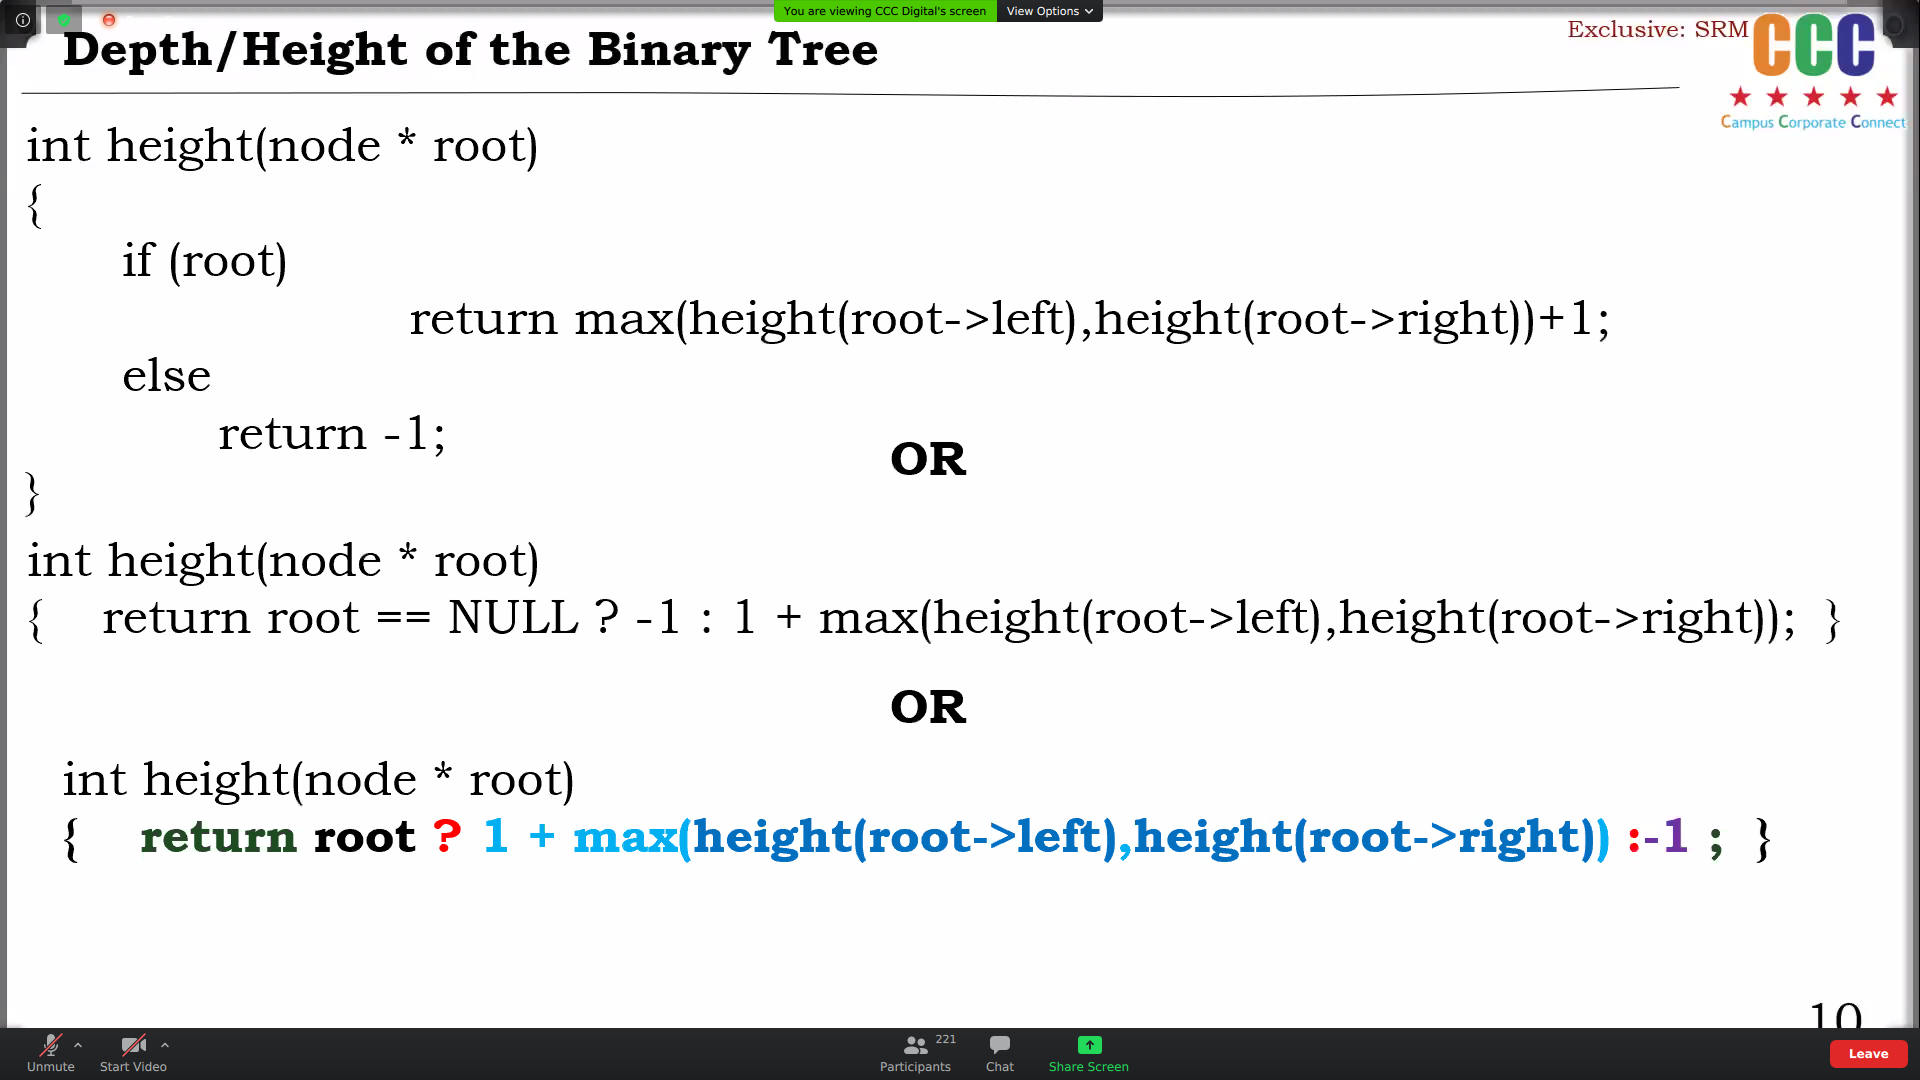 You are viewing CCC Digital's screen View Options
Depth/Height of the Binary Tree
Exclusive: SRM
CCC
Campus Corporate Connect
int height(node * root)
{
if (root)
return max(height(root->left),height(root->right))+1;
else
return -1;
}
OR
int height(node * root)
{ return root == NULL ? -1 : 1 + max(height(root->left),height(root->right)); }
OR
int height(node * root)
{ return root ? 1 + max(height(root->left),height(root->right)) :-1 ; }
10
Unmute
Start Video
Participants 221
Chat
Share Screen
Leave